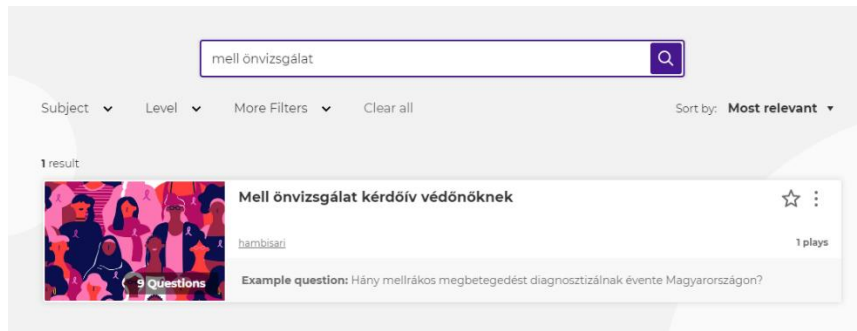 mell önvizsgálat
Subject Level More Filters Clear all Sort by: Most relevant
1 result
Mell önvizsgálat kérdőív védőnőknek
hambisari 1 plays
9 Questions Example question: Hány mellrákos megbetegedést diagnosztizálnak évente Magyarországon?